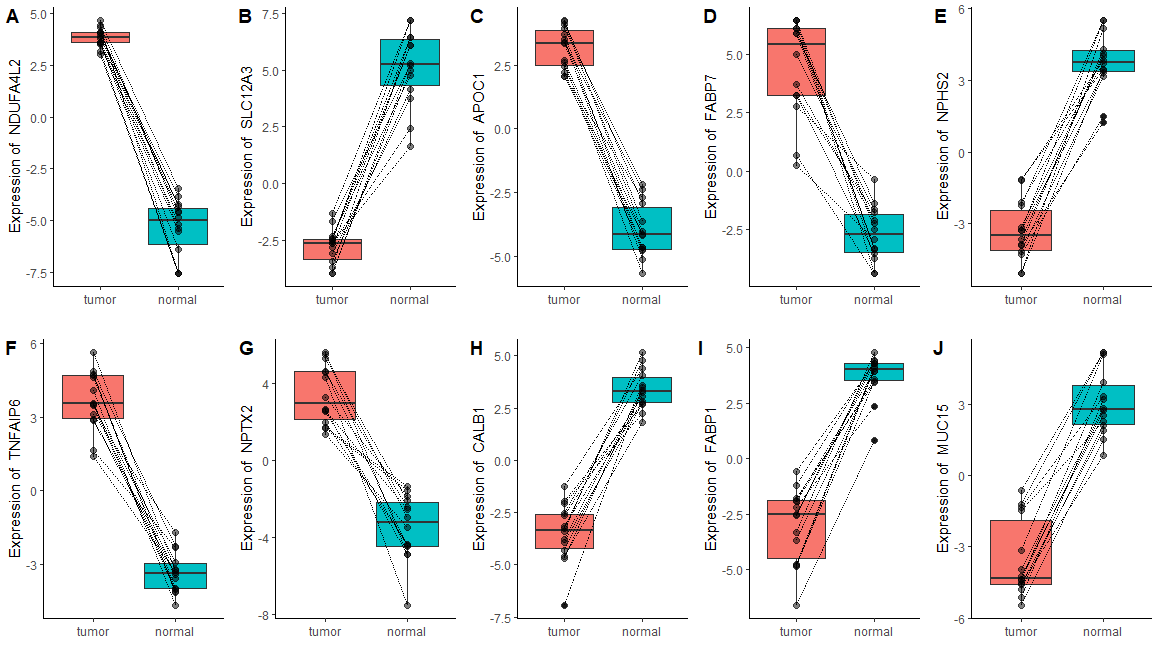 A
Expression of NDUFA4L2
5.0
2.5
0.0
-2.5
-5.0
-7.5
tumor
normal
B
Expression of SLC12A3
7.5
5.0
2.5
0.0
-2.5
tumor
normal
C
Expression of APOC1
2.5
0.0
-2.5
-5.0
tumor
normal
D
Expression of FABP7
5.0
2.5
0.0
-2.5
tumor
normal
E
Expression of NPHS2
6
3
0
-3
tumor
normal
F
Expression of TNFAIP6
6
3
0
-3
tumor
normal
G
Expression of NPTX2
4
0
-4
-8
tumor
normal
H
Expression of CALB1
5.0
2.5
0.0
-2.5
-5.0
-7.5
tumor
normal
I
Expression of FABP1
5.0
2.5
0.0
-2.5
-5.0
tumor
normal
J
Expression of MUC15
3
0
-3
-6
tumor
normal